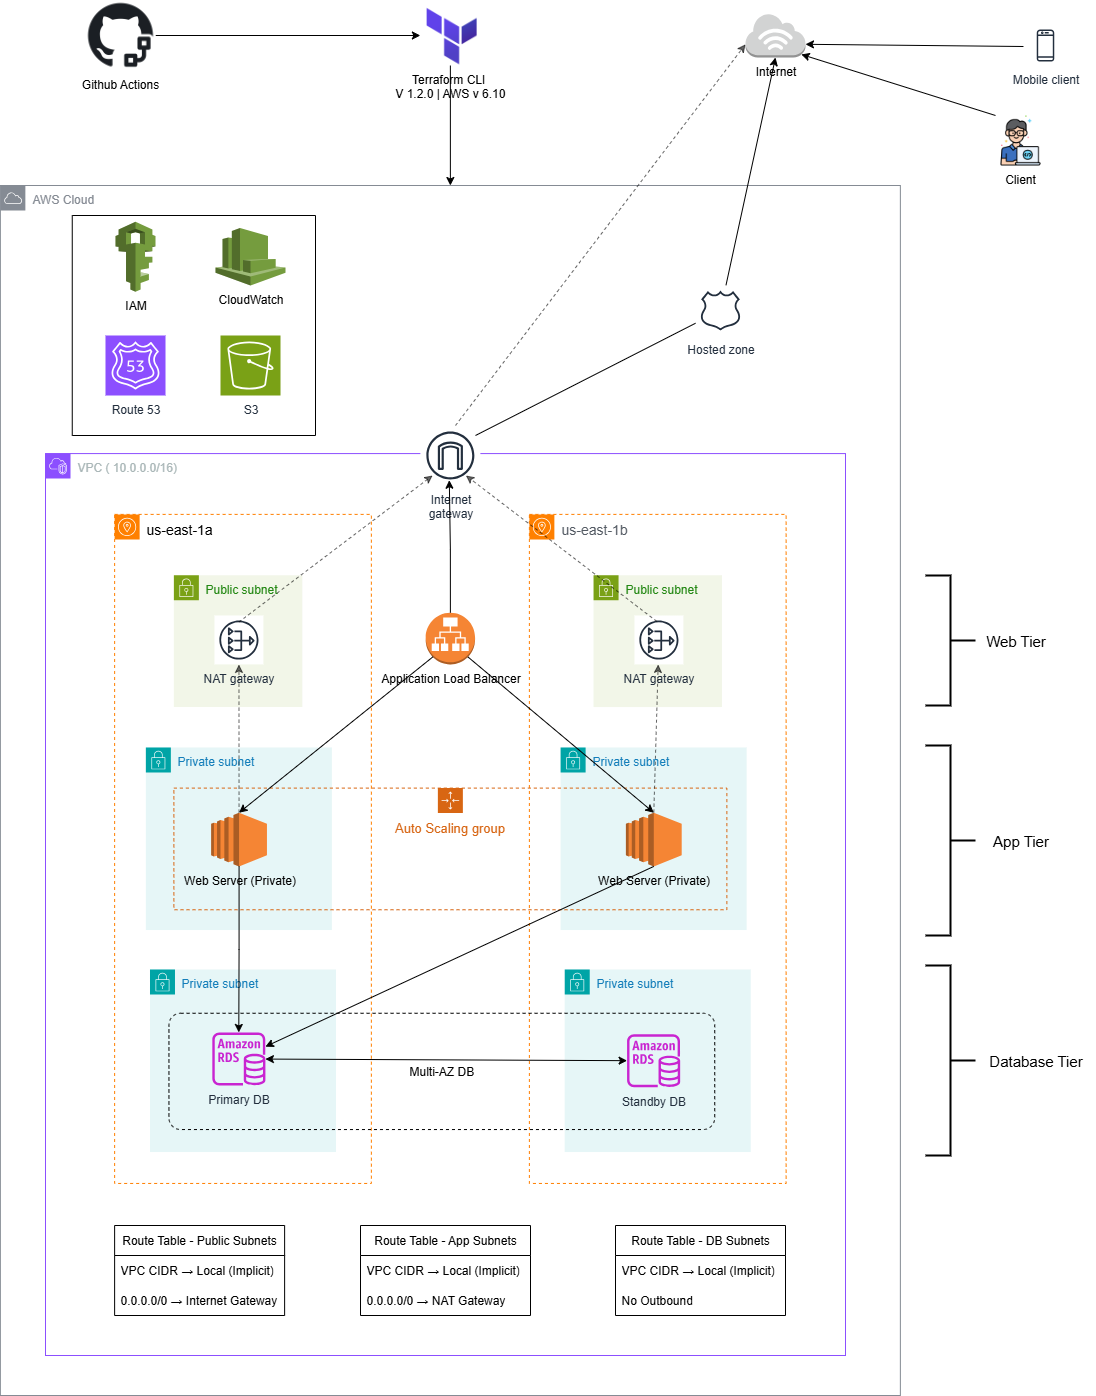 Github Actions
Terraform CLI
V 1.2.0 | AWS v 6.10
Internet
Mobile client
Client
AWS Cloud
IAM
CloudWatch
53
Route 53
S3
Hosted zone
VPC ( 10.0.0.0/16)
Internet
gateway
us-east-1a
us-east-1b
Public subnet
Public subnet
NAT gateway
Application Load Balancer
NAT gateway
Web Tier
Private subnet
Private subnet
Auto Scaling group
App Tier
Web Server (Private)
Web Server (Private)
Private subnet
Private subnet
Amazon
RDS
Amazon
RDS
Multi-AZ DB
Primary DB
Standby DB
Database Tier
Route Table - Public Subnets
VPC CIDR → Local (Implicit)
0.0.0.0/0 → Internet Gateway
Route Table - App Subnets
VPC CIDR → Local (Implicit)
0.0.0.0/0 → NAT Gateway
Route Table - DB Subnets
VPC CIDR → Local (Implicit)
No Outbound